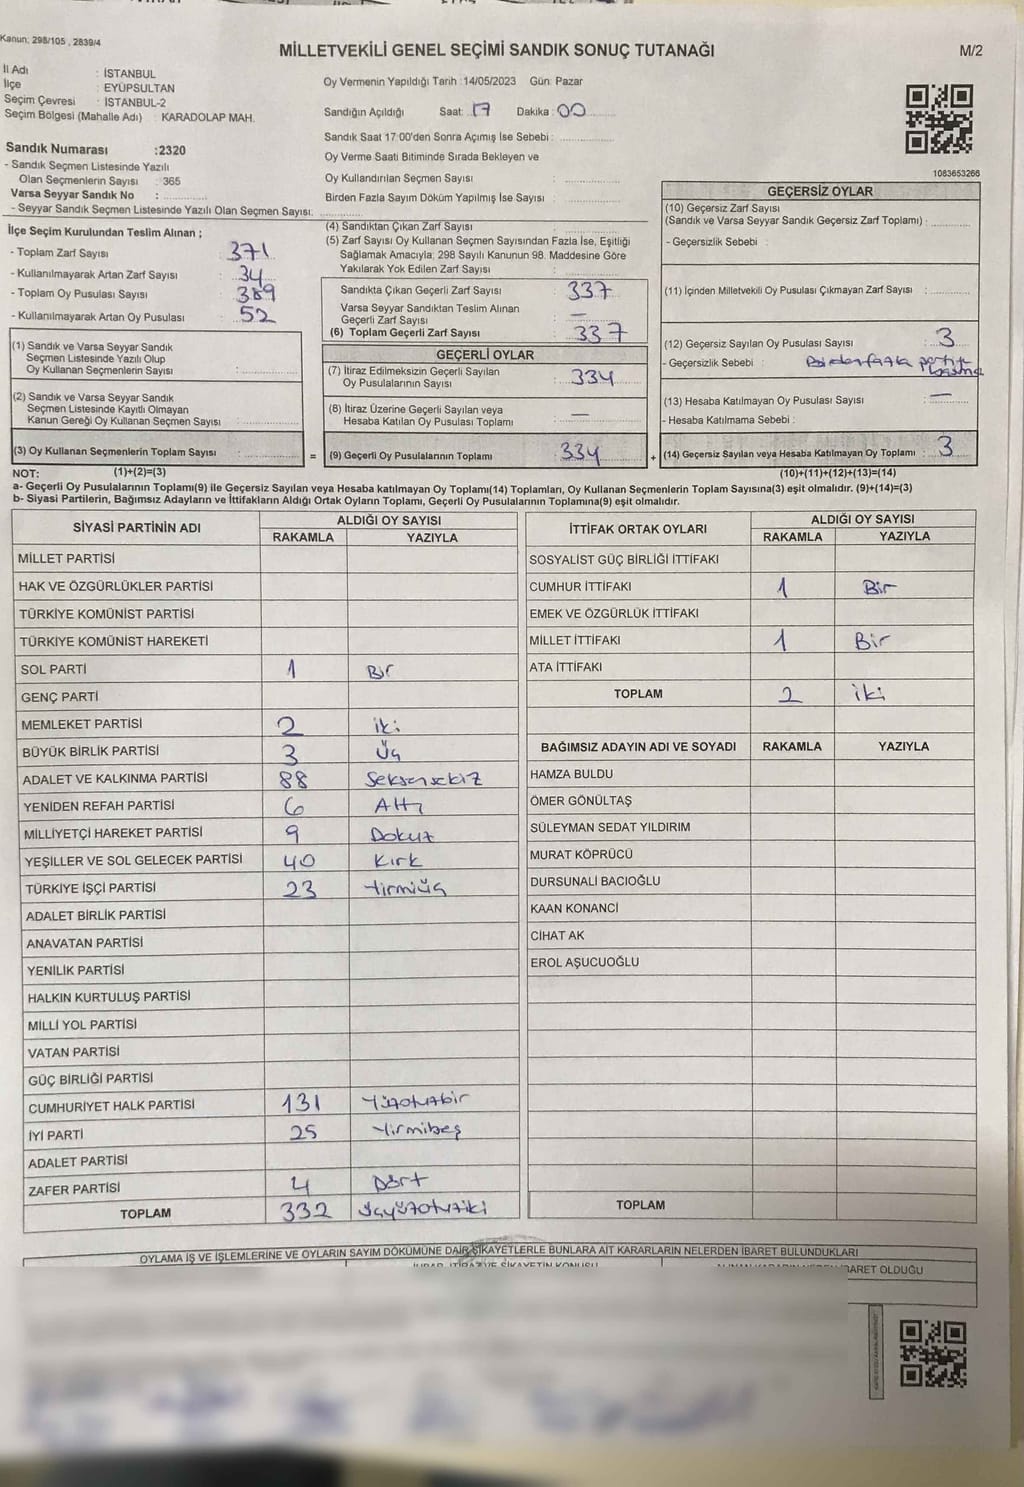 Kanun: 298/105 , 2839/4
MİLLETVEKİLİ GENEL SEÇİMİ SANDIK SONUÇ TUTANAĞI
M/2
İl Adı : İSTANBUL
İlçe : EYÜPSULTAN
Seçim Çevresi : İSTANBUL-2
Seçim Bölgesi (Mahalle Adı) : KARADOLAP MAH.
Sandık Numarası :2320
- Sandık Seçmen Listesinde Yazılı
Olan Seçmenlerin Sayısı : 365
Varsa Seyyar Sandık No :
- Seyyar Sandık Seçmen Listesinde Yazılı Olan Seçmen Sayısı:
Oy Vermenin Yapıldığı Tarih :14/05/2023 Gün: Pazar
Sandığın Açıldığı Saat: 17 Dakika : 00
Sandık Saat 17:00'den Sonra Açımış İse Sebebi :
Oy Verme Saati Bitiminde Sırada Bekleyen ve
Oy Kullandırılan Seçmen Sayısı :
Birden Fazla Sayım Döküm Yapılmış İse Sayısı :
1083653266
İlçe Seçim Kurulundan Teslim Alınan ;
- Toplam Zarf Sayısı : 371
- Kullanılmayarak Artan Zarf Sayısı : 34
- Toplam Oy Pusulası Sayısı : 389
- Kullanılmayarak Artan Oy Pusulası : 52
(1) Sandık ve Varsa Seyyar Sandık
Seçmen Listesinde Yazılı Olup
Oy Kullanan Seçmenlerin Sayısı :
(2) Sandık ve Varsa Seyyar Sandık
Seçmen Listesinde Kayıtlı Olmayan
Kanun Gereği Oy Kullanan Seçmen Sayısı :
(3) Oy Kullanan Seçmenlerin Toplam Sayısı :
(4) Sandıktan Çıkan Zarf Sayısı :
(5) Zarf Sayısı Oy Kullanan Seçmen Sayısından Fazla İse, Eşitliği
Sağlamak Amacıyla, 298 Sayılı Kanunun 98. Maddesine Göre
Yakılarak Yok Edilen Zarf Sayısı :
Sandıkta Çıkan Geçerli Zarf Sayısı : 337
Varsa Seyyar Sandıktan Teslim Alınan
Geçerli Zarf Sayısı : —
(6) Toplam Geçerli Zarf Sayısı : 337
GEÇERLİ OYLAR
(7) İtiraz Edilmeksizin Geçerli Sayılan
Oy Pusulalarının Sayısı : 334
(8) İtiraz Üzerine Geçerli Sayılan veya
Hesaba Katılan Oy Pusulaları Toplamı : —
= (9) Geçerli Oy Pusulalarının Toplamı : 334
GEÇERSİZ OYLAR
(10) Geçersiz Zarf Sayısı
(Sandık ve Varsa Seyyar Sandık Geçersiz Zarf Toplamı) :
- Geçersizlik Sebebi :
(11) İçinden Milletvekili Oy Pusulası Çıkmayan Zarf Sayısı :
(12) Geçersiz Sayılan Oy Pusulası Sayısı : 3
- Geçersizlik Sebebi : Birden fazla partiye basma
(13) Hesaba Katılmayan Oy Pusulası Sayısı : —
- Hesaba Katılmama Sebebi :
+ (14) Geçersiz Sayılan veya Hesaba Katılmayan Oy Toplamı : 3
NOT: (1)+(2)=(3)
(10)+(11)+(12)+(13)=(14)
a- Geçerli Oy Pusulalarının Toplamı(9) ile Geçersiz Sayılan veya Hesaba katılmayan Oy Toplamı(14) Toplamları, Oy Kullanan Seçmenlerin Toplam Sayısına(3) eşit olmalıdır. (9)+(14)=(3)
b- Siyasi Partilerin, Bağımsız Adayların ve İttifakların Aldığı Ortak Oyların Toplamı, Geçerli Oy Pusulalarının Toplamına(9) eşit olmalıdır.
SİYASİ PARTİNİN ADI ALDIĞI OY SAYISI
RAKAMLA YAZIYLA
MİLLET PARTİSİ
HAK VE ÖZGÜRLÜKLER PARTİSİ
TÜRKİYE KOMÜNİST PARTİSİ
TÜRKİYE KOMÜNİST HAREKETİ
SOL PARTİ 1 Bir
GENÇ PARTİ
MEMLEKET PARTİSİ 2 iki
BÜYÜK BİRLİK PARTİSİ 3 Üç
ADALET VE KALKINMA PARTİSİ 88 Seksensekiz
YENİDEN REFAH PARTİSİ 6 Altı
MİLLİYETÇİ HAREKET PARTİSİ 9 Dokuz
YEŞİLLER VE SOL GELECEK PARTİSİ 40 Kırk
TÜRKİYE İŞÇİ PARTİSİ 23 Yirmiüç
ADALET BİRLİK PARTİSİ
ANAVATAN PARTİSİ
YENİLİK PARTİSİ
HALKIN KURTULUŞ PARTİSİ
MİLLİ YOL PARTİSİ
VATAN PARTİSİ
GÜÇ BİRLİĞİ PARTİSİ
CUMHURİYET HALK PARTİSİ 131 Yüzotuzbir
İYİ PARTİ 25 Yirmibeş
ADALET PARTİSİ
ZAFER PARTİSİ 4 Dört
TOPLAM 332 Üçyüzotuziki
İTTİFAK ORTAK OYLARI ALDIĞI OY SAYISI
RAKAMLA YAZIYLA
SOSYALİST GÜÇ BİRLİĞİ İTTİFAKI
CUMHUR İTTİFAKI 1 Bir
EMEK VE ÖZGÜRLÜK İTTİFAKI
MİLLET İTTİFAKI 1 Bir
ATA İTTİFAKI
TOPLAM 2 iki
BAĞIMSIZ ADAYIN ADI VE SOYADI RAKAMLA YAZIYLA
HAMZA BULDU
ÖMER GÖNÜLTAŞ
SÜLEYMAN SEDAT YILDIRIM
MURAT KÖPRÜCÜ
DURSUNALİ BACIOĞLU
KAAN KONANCİ
CİHAT AK
EROL AŞUCUOĞLU
TOPLAM
OYLAMA İŞ VE İŞLEMLERİNE VE OYLARIN SAYIM DÖKÜMÜNE DAİR ŞİKAYETLERLE BUNLARA AİT KARARLARIN NELERDEN İBARET BULUNDUKLARI
İBARET OLDUĞU